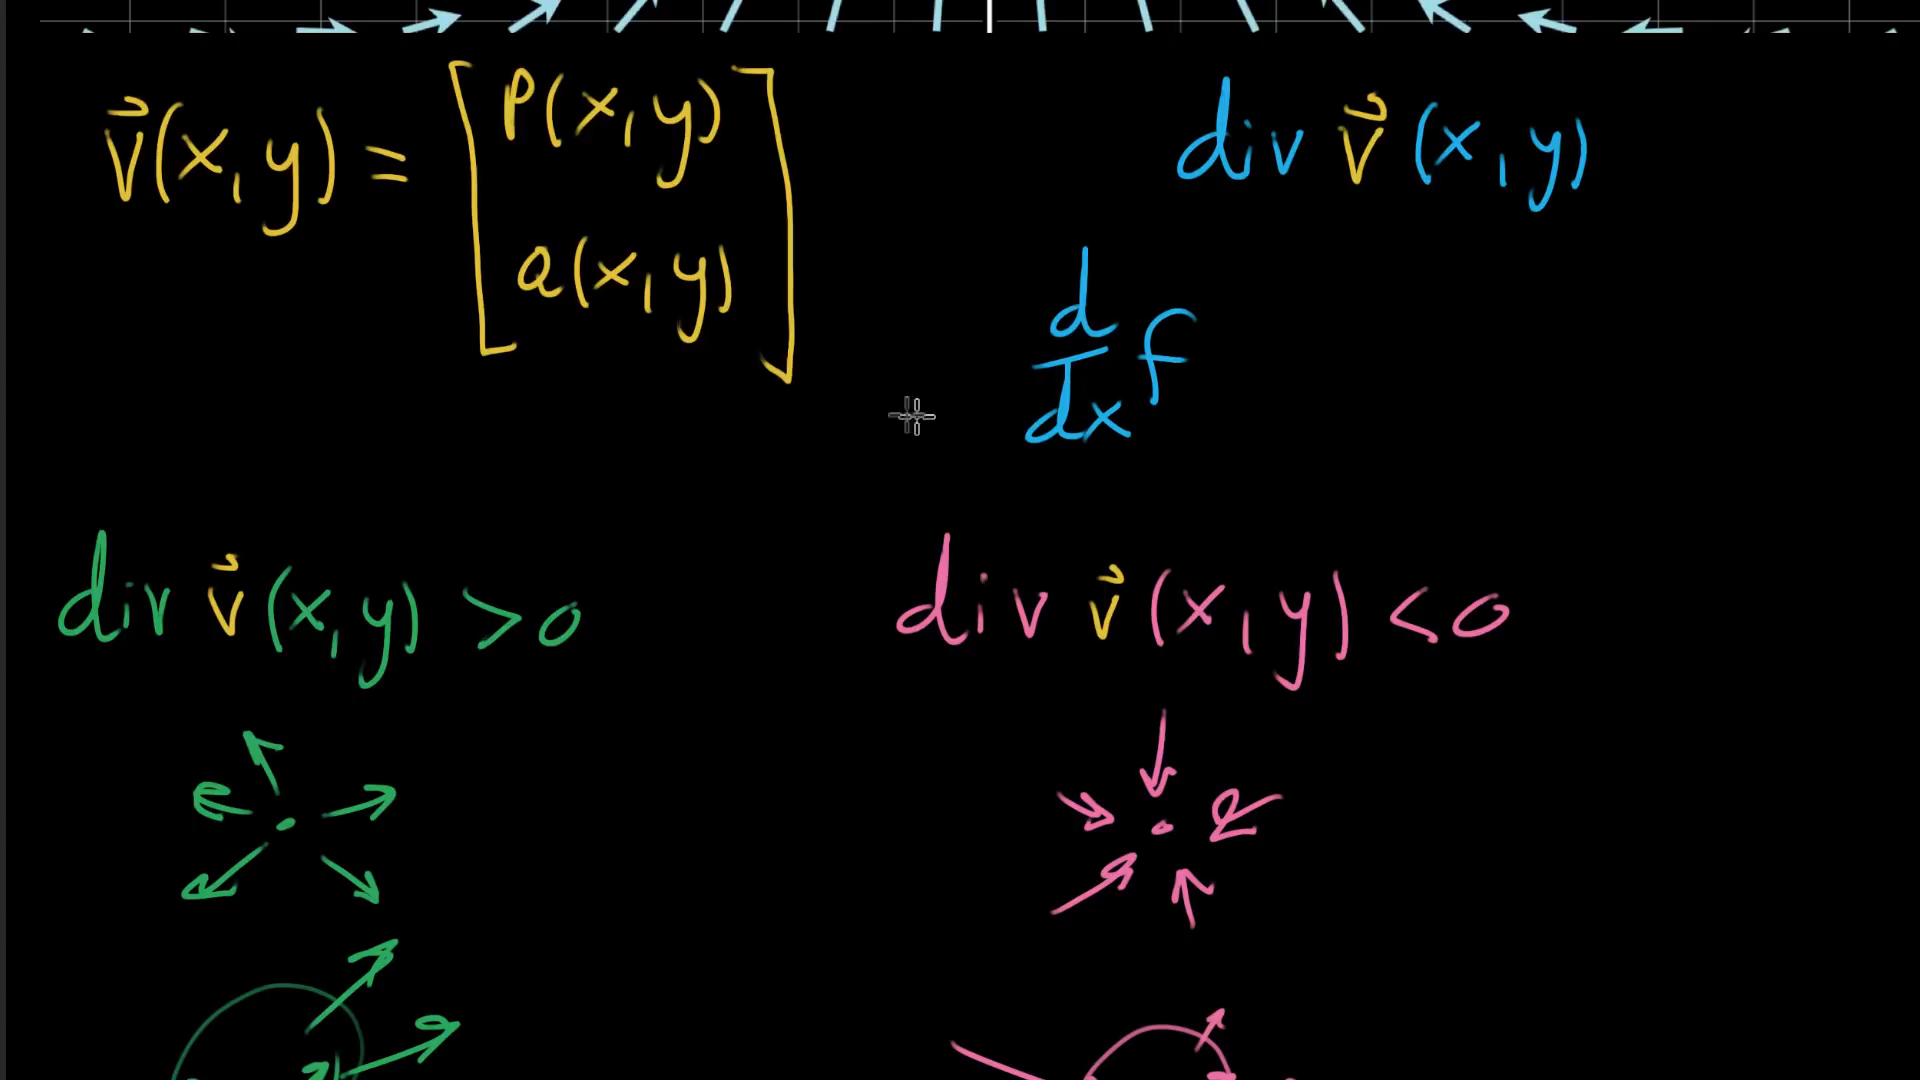 v⃗(x,y) = [P(x,y)
Q(x,y)]
div v⃗(x,y)
d/dx f
div v⃗(x,y) >0
div v⃗(x,y) <0